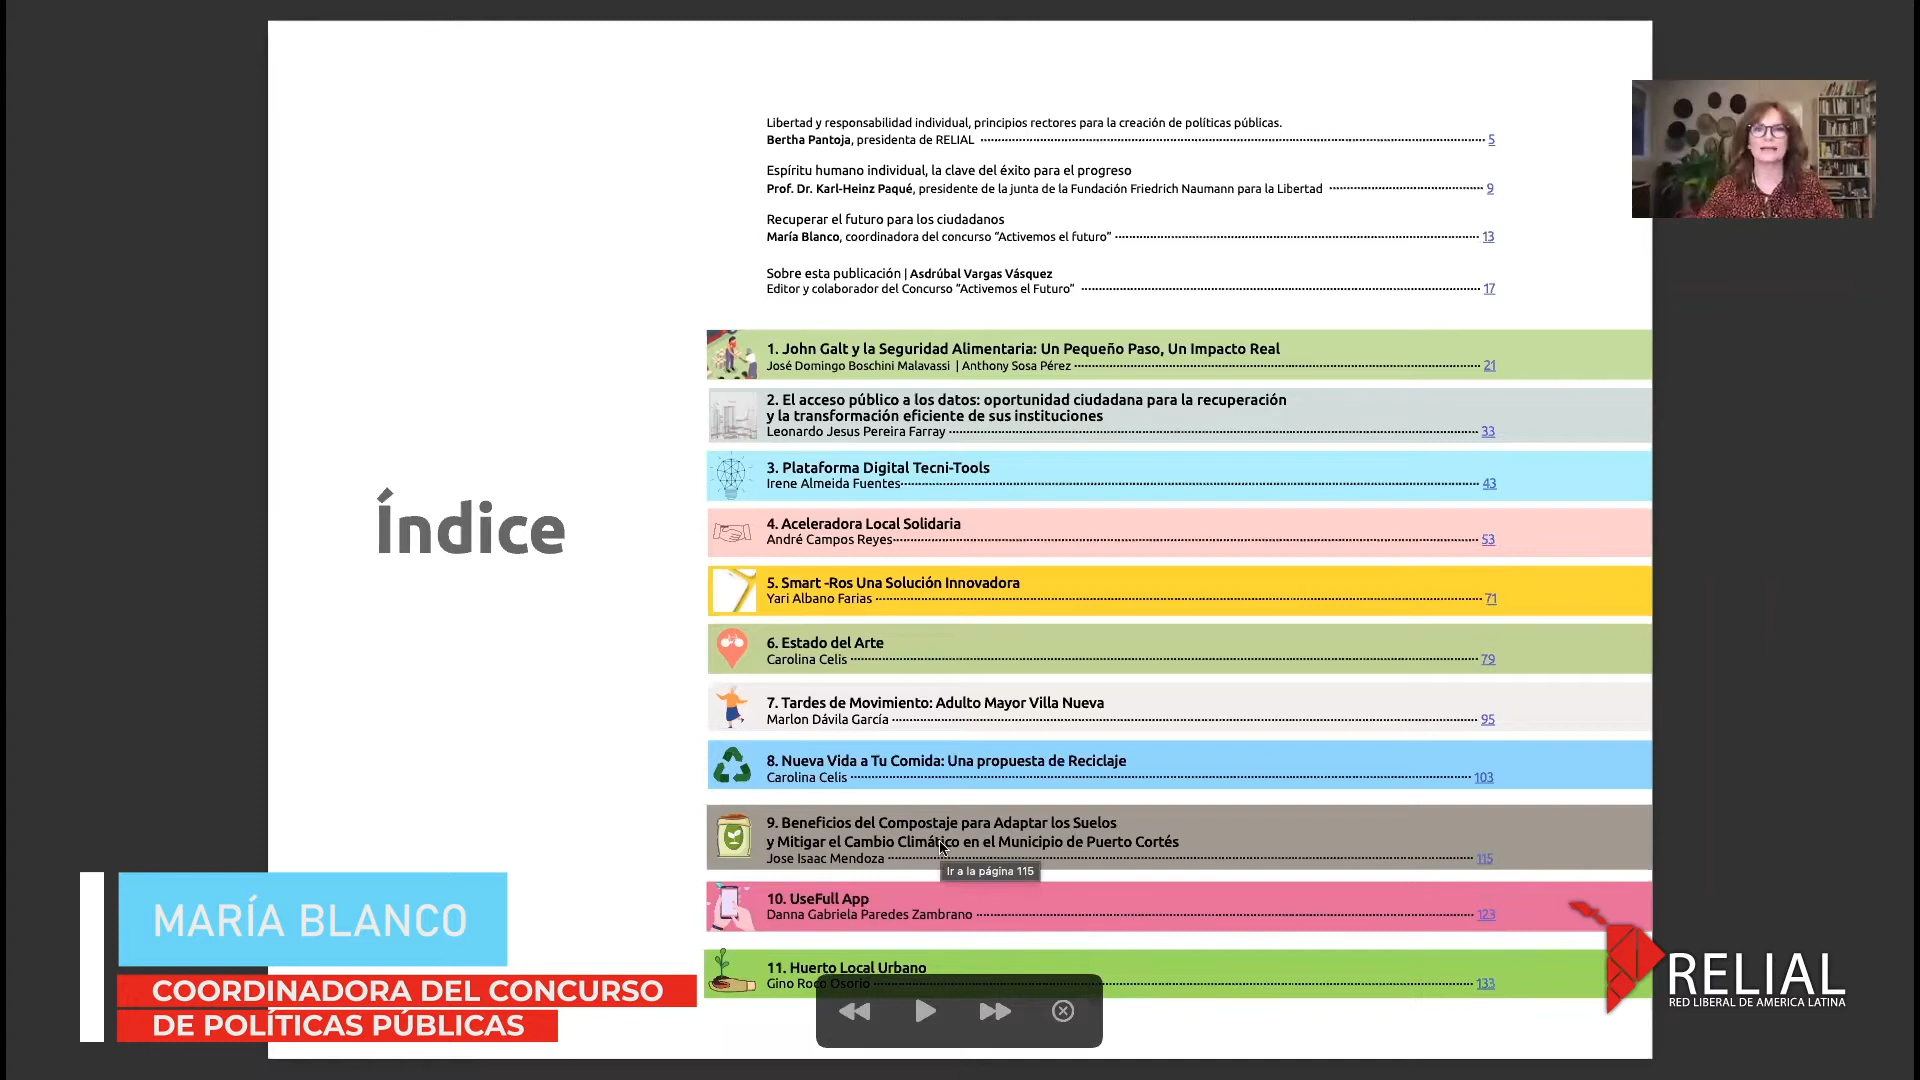 Libertad y responsabilidad individual, principios rectores para la creación de políticas públicas.
Bertha Pantoja, presidenta de RELIAL 5
Espíritu humano individual, la clave del éxito para el progreso
Prof. Dr. Karl-Heinz Paqué, presidente de la junta de la Fundación Friedrich Naumann para la Libertad 9
Recuperar el futuro para los ciudadanos
María Blanco, coordinadora del concurso “Activemos el futuro” 13
Sobre esta publicación | Asdrúbal Vargas Vásquez
Editor y colaborador del Concurso “Activemos el Futuro” 17
Índice
1. John Galt y la Seguridad Alimentaria: Un Pequeño Paso, Un Impacto Real
José Domingo Boschini Malavassi | Anthony Sosa Pérez 21
2. El acceso público a los datos: oportunidad ciudadana para la recuperación
y la transformación eficiente de sus instituciones
Leonardo Jesus Pereira Farray 33
3. Plataforma Digital Tecni-Tools
Irene Almeida Fuentes 43
4. Aceleradora Local Solidaria
André Campos Reyes 53
5. Smart -Ros Una Solución Innovadora
Yari Albano Farias 71
6. Estado del Arte
Carolina Celis 79
7. Tardes de Movimiento: Adulto Mayor Villa Nueva
Marlon Dávila García 95
8. Nueva Vida a Tu Comida: Una propuesta de Reciclaje
Carolina Celis 103
9. Beneficios del Compostaje para Adaptar los Suelos
y Mitigar el Cambio Climático en el Municipio de Puerto Cortés
Jose Isaac Mendoza 115
Ir a la página 115
10. UseFull App
Danna Gabriela Paredes Zambrano 123
11. Huerto Local Urbano
Gino Roco Osorio 133
MARÍA BLANCO
COORDINADORA DEL CONCURSO
DE POLÍTICAS PÚBLICAS
RELIAL
RED LIBERAL DE AMERICA LATINA